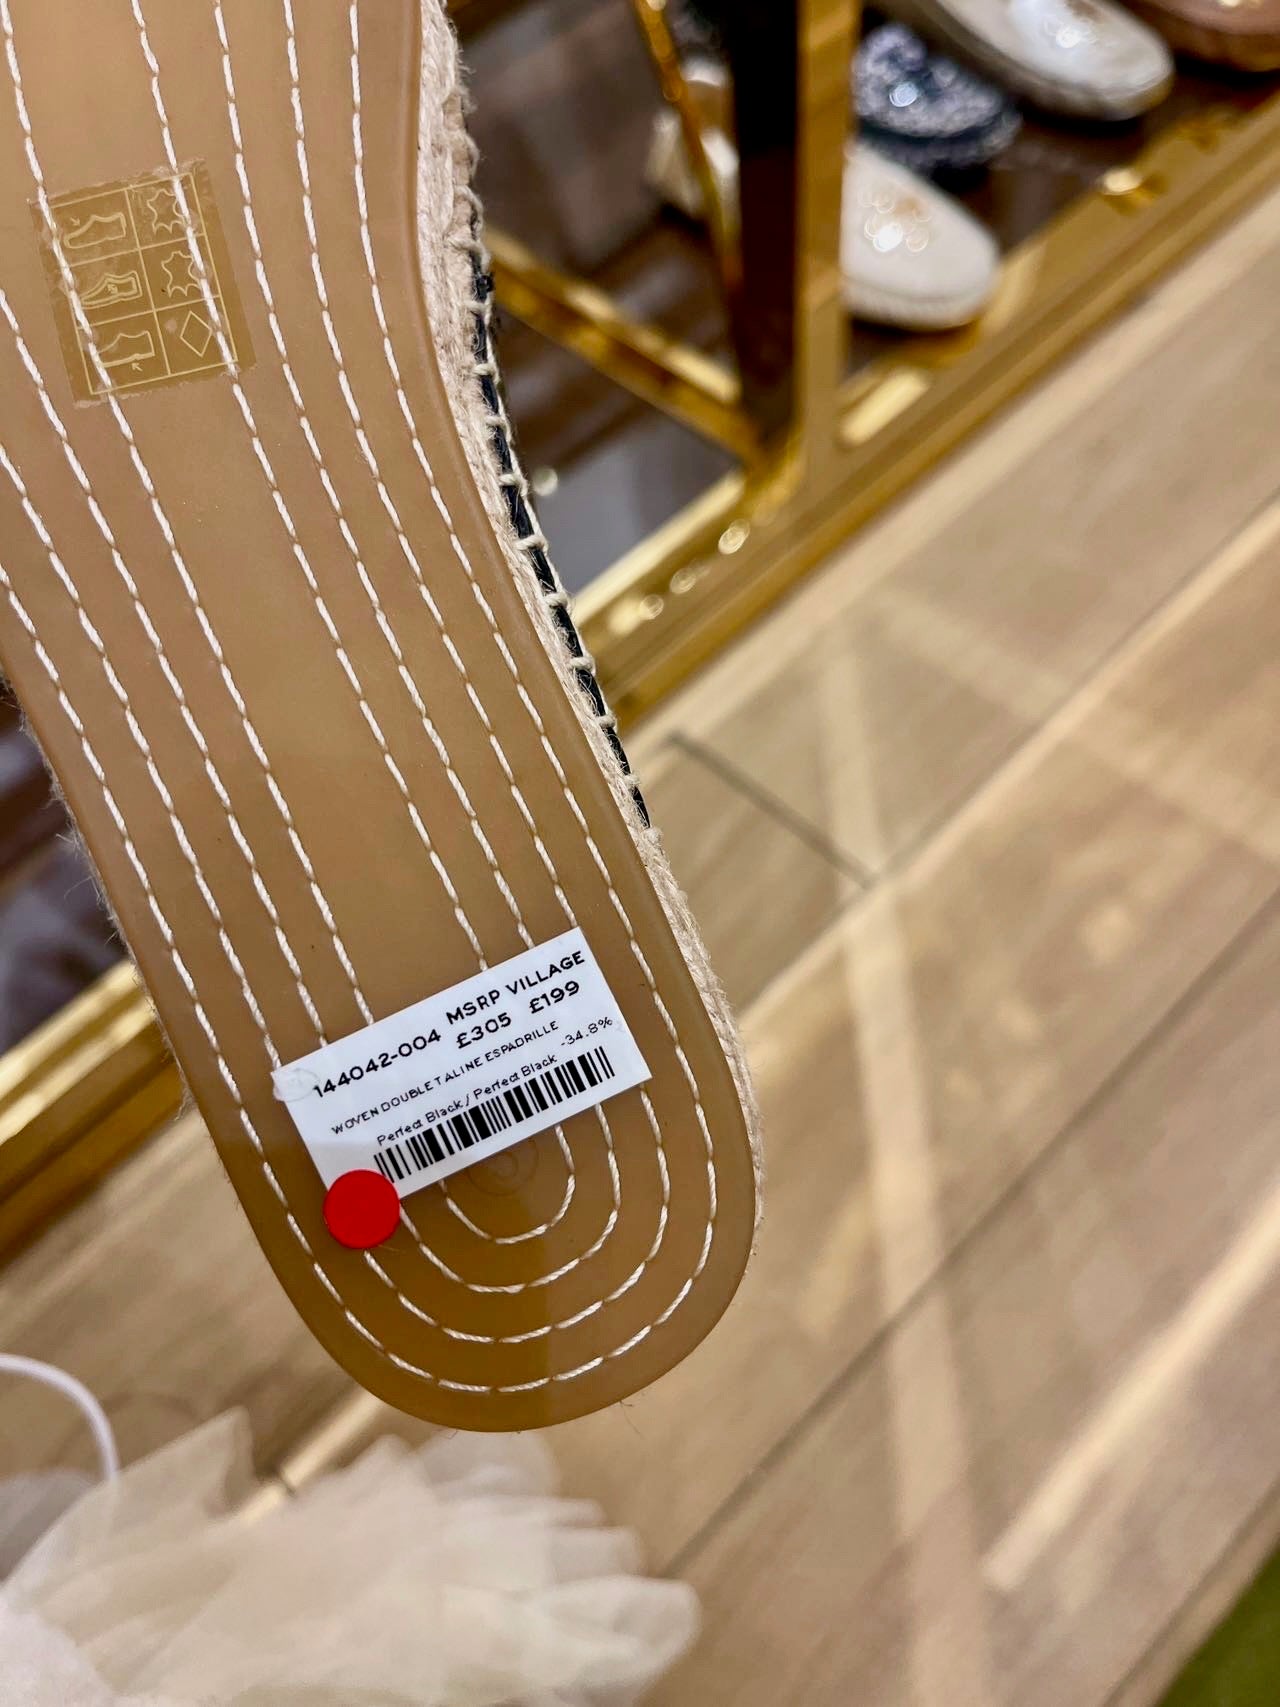 MSRP VILLAGE
144042-004 £305 £199
WOVEN DOUBLE T ALINE ESPADRILLE
Perfect Black / Perfect Black -34.8%